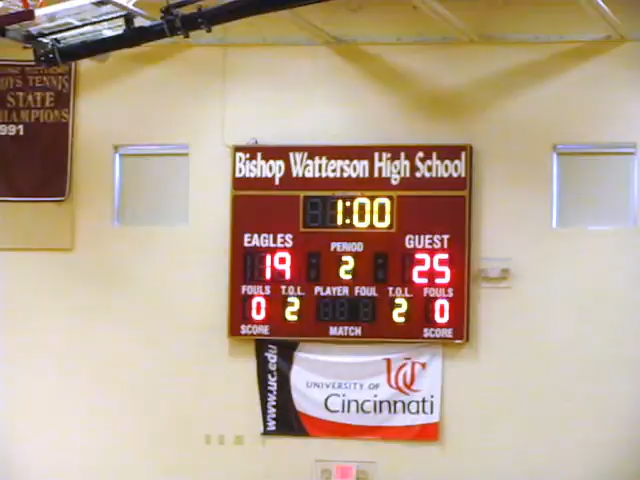 BOYS TENNIS
STATE
CHAMPIONS
1991
Bishop Watterson High School
1:00
EAGLES PERIOD GUEST
19 2 25
FOULS T.O.L. PLAYER FOUL T.O.L. FOULS
0 2 2 0
SCORE MATCH SCORE
www.uc.edu
UC
UNIVERSITY OF
Cincinnati